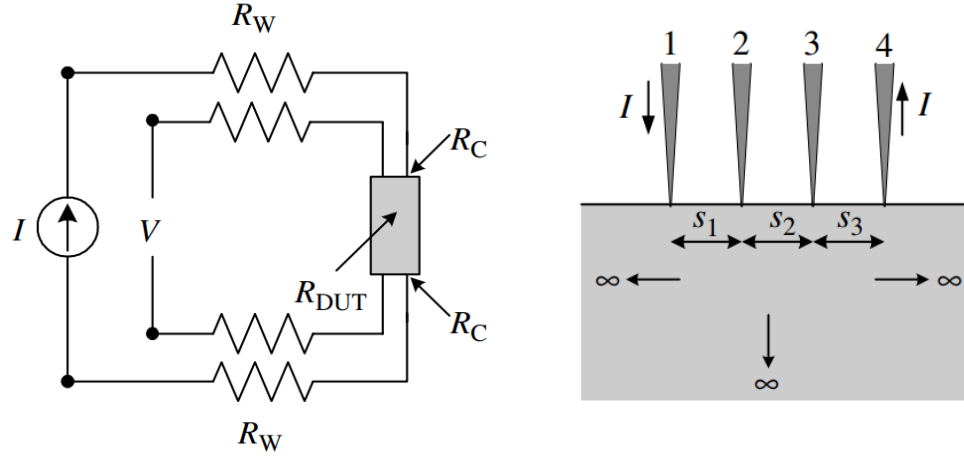 R_W
I
V
R_C
R_DUT
R_C
R_W
1 2 3 4
I I
s_1 s_2 s_3
∞ ∞
∞